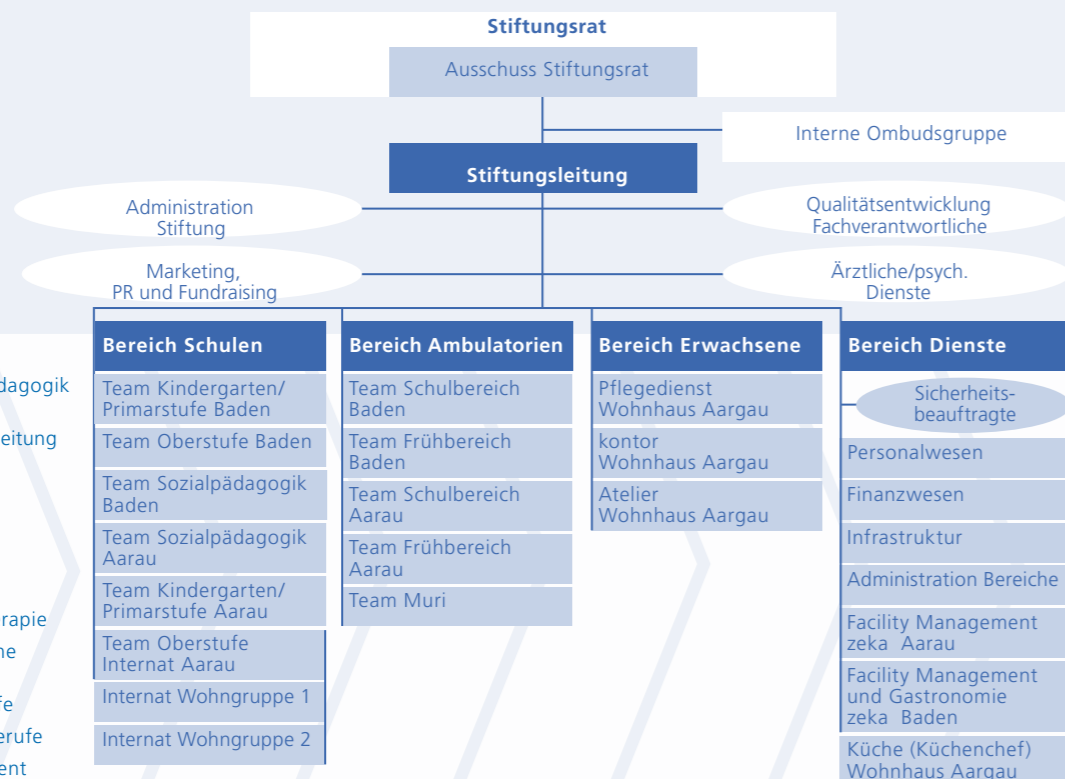 Stiftungsrat
Ausschuss Stiftungsrat
Interne Ombudsgruppe
Stiftungsleitung
Administration
Stiftung
Qualitätsentwicklung
Fachverantwortliche
Marketing,
PR und Fundraising
Ärztliche/psych.
Dienste
Bereich Schulen
Team Kindergarten/
Primarstufe Baden
Team Oberstufe Baden
Team Sozialpädagogik
Baden
Team Sozialpädagogik
Aarau
Team Kindergarten/
Primarstufe Aarau
Team Oberstufe
Internat Aarau
Internat Wohngruppe 1
Internat Wohngruppe 2
Bereich Ambulatorien
Team Schulbereich
Baden
Team Frühbereich
Baden
Team Schulbereich
Aarau
Team Frühbereich
Aarau
Team Muri
Bereich Erwachsene
Pflegedienst
Wohnhaus Aargau
kontor
Wohnhaus Aargau
Atelier
Wohnhaus Aargau
Bereich Dienste
Sicherheits-
beauftragte
Personalwesen
Finanzwesen
Infrastruktur
Administration Bereiche
Facility Management
zeka Aarau
Facility Management
und Gastronomie
zeka Baden
Küche (Küchenchef)
Wohnhaus Aargau